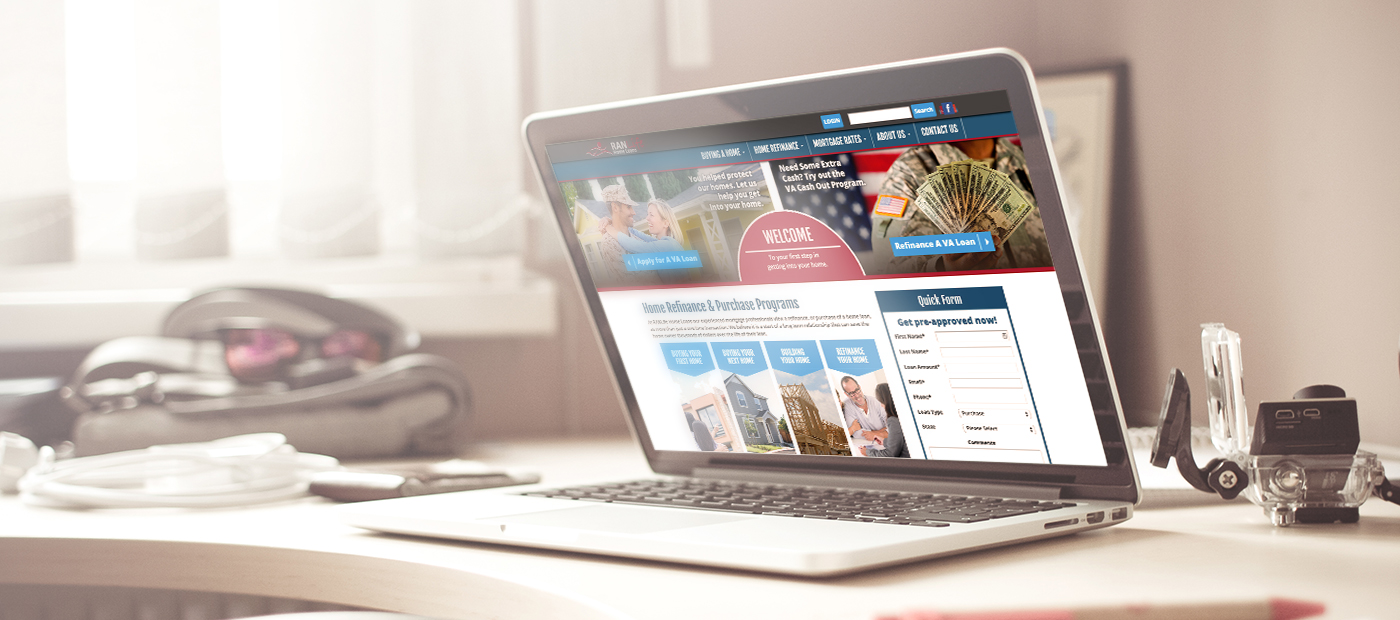 LOGIN
Search
f
RAN
Home Loans
BUYING A HOME
HOME REFINANCE
MORTGAGE RATES
ABOUT US
CONTACT US
You helped protect
our homes. Let us
help you get
into your home.
Apply for A VA Loan
Need Some Extra
Cash? Try out the
VA Cash Out Program.
Refinance A VA Loan
WELCOME
To your first step in
getting into your home.
Home Refinance & Purchase Programs
BUYING YOUR
FIRST HOME
BUYING YOUR
NEXT HOME
BUILDING
YOUR HOME
REFINANCE
YOUR HOME
Quick Form
Get pre-approved now!
First Name*
Last Name*
Loan Amount*
Email*
Phone*
Loan Type
Purchase
State
Please Select
Comments